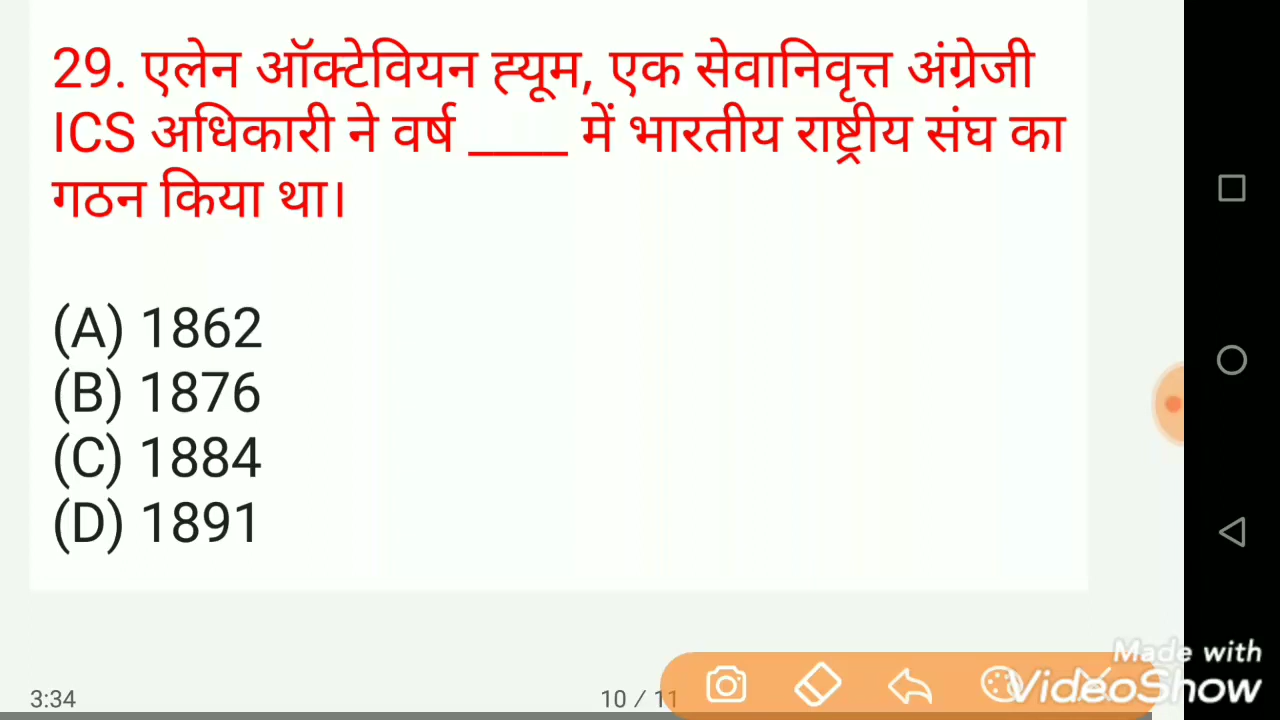 29. एलेन ऑक्टेवियन ह्यूम, एक सेवानिवृत्त अंग्रेजी
ICS अधिकारी ने वर्ष ____ में भारतीय राष्ट्रीय संघ का
गठन किया था।
(A) 1862
(B) 1876
(C) 1884
(D) 1891
3:34
10 / 11
Made with
VideoShow